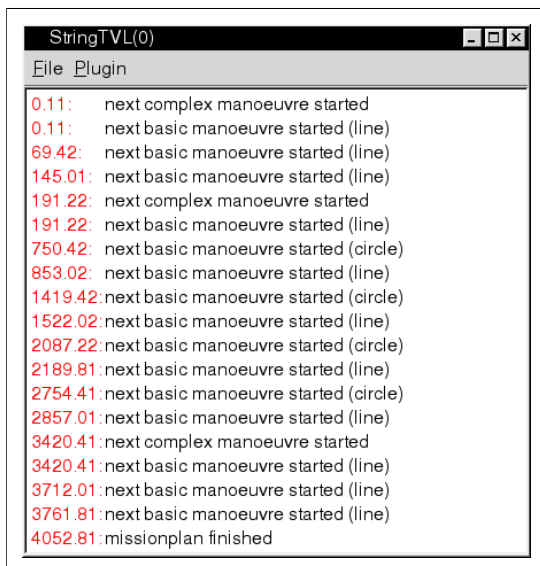 StringTVL(0)
File Plugin
0.11: next complex manoeuvre started
0.11: next basic manoeuvre started (line)
69.42: next basic manoeuvre started (line)
145.01: next basic manoeuvre started (line)
191.22: next complex manoeuvre started
191.22: next basic manoeuvre started (line)
750.42: next basic manoeuvre started (circle)
853.02: next basic manoeuvre started (line)
1419.42: next basic manoeuvre started (circle)
1522.02: next basic manoeuvre started (line)
2087.22: next basic manoeuvre started (circle)
2189.81: next basic manoeuvre started (line)
2754.41: next basic manoeuvre started (circle)
2857.01: next basic manoeuvre started (line)
3420.41: next complex manoeuvre started
3420.41: next basic manoeuvre started (line)
3712.01: next basic manoeuvre started (line)
3761.81: next basic manoeuvre started (line)
4052.81: missionplan finished